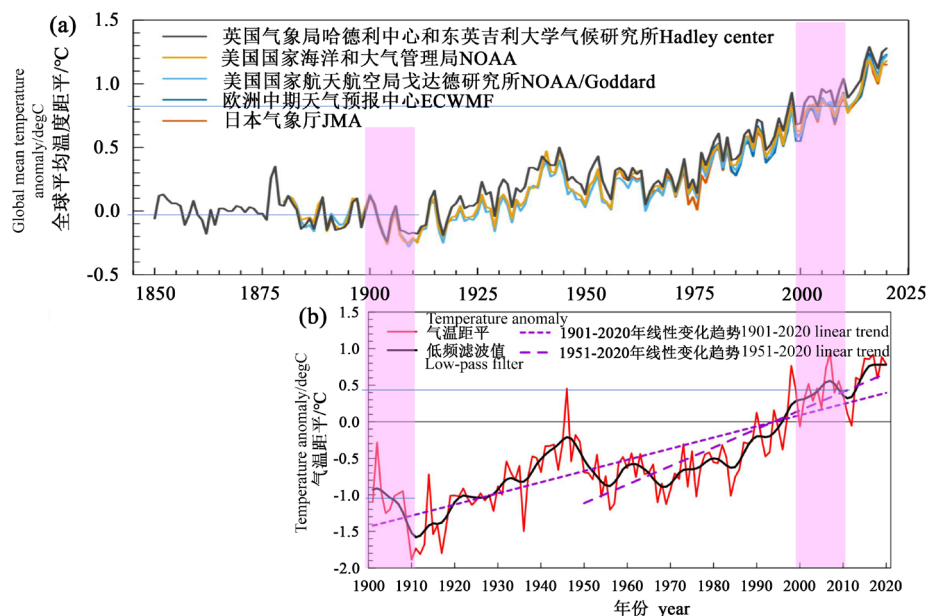 (a)
英国气象局哈德利中心和东英吉利大学气候研究所Hadley center
美国国家海洋和大气管理局NOAA
美国国家航天航空局戈达德研究所NOAA/Goddard
欧洲中期天气预报中心ECWMF
日本气象厅JMA
Global mean temperature
anomaly/degC
全球平均温度距平/°C
1.5
1.0
0.5
0.0
-0.5
1850 1875 1900 1925 1950 1975 2000 2025
(b)
Temperature anomaly
气温距平
1901-2020年线性变化趋势1901-2020 linear trend
低频滤波值
1951-2020年线性变化趋势1951-2020 linear trend
Low-pass filter
Temperature anomaly/degC
气温距平/°C
1.5
1.0
0.5
0.0
-0.5
-1.0
-1.5
-2.0
1900 1910 1920 1930 1940 1950 1960 1970 1980 1990 2000 2010 2020
年份 year